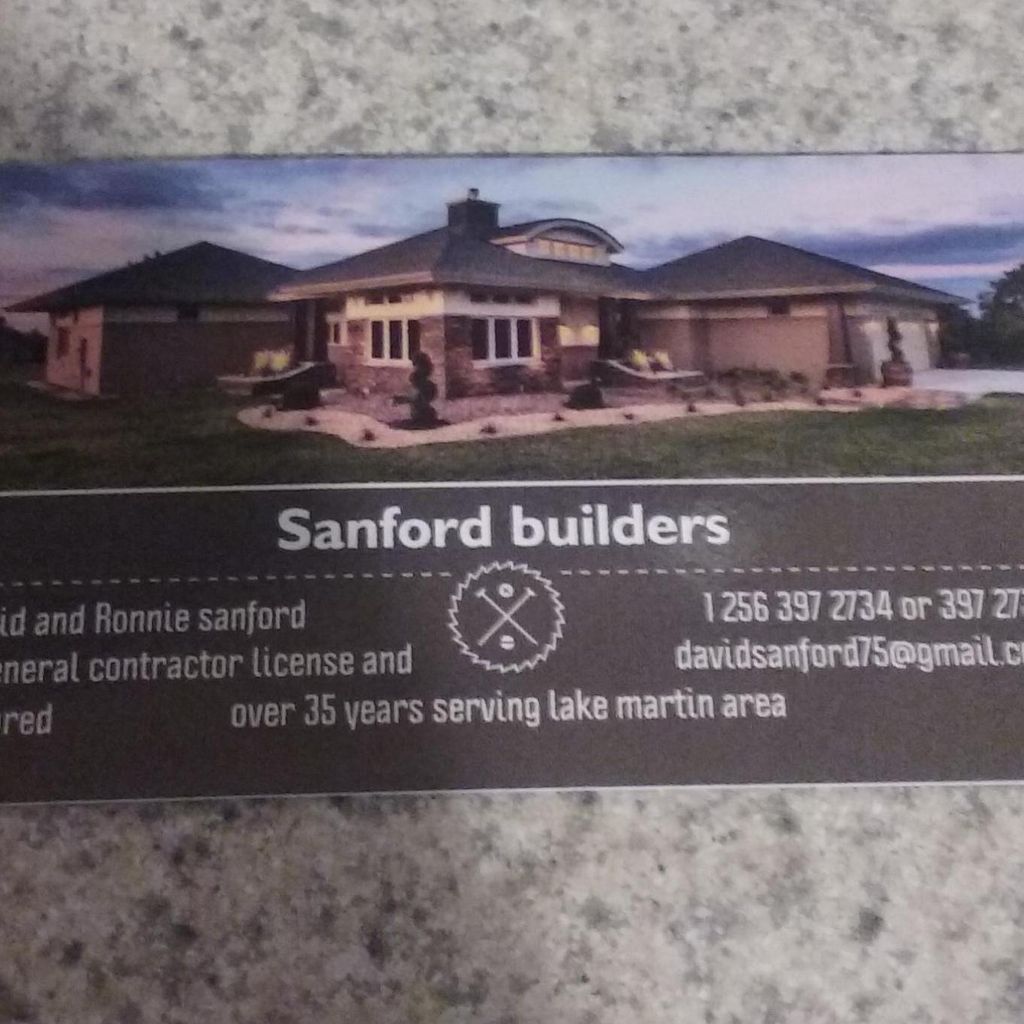 Sanford builders
id and Ronnie sanford
1 256 397 2734 or 397 27
eneral contractor license and
davidsanford75@gmail.c
red over 35 years serving lake martin area